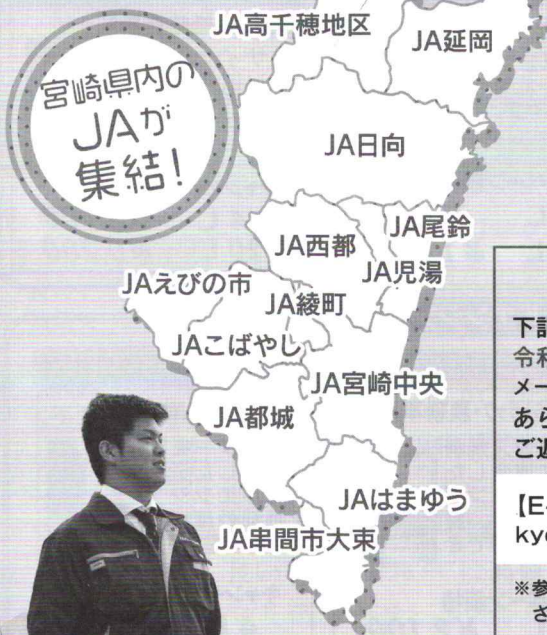 宮崎県内の
JAが
集結!
JA高千穂地区
JA延岡
JA日向
JA尾鈴
JA西都
JA児湯
JAえびの市
JA綾町
JAこばやし
JA宮崎中央
JA都城
JAはまゆう
JA串間市大束
下記
令和
メー
あら
ご返
【E-
kyo
※参
さ